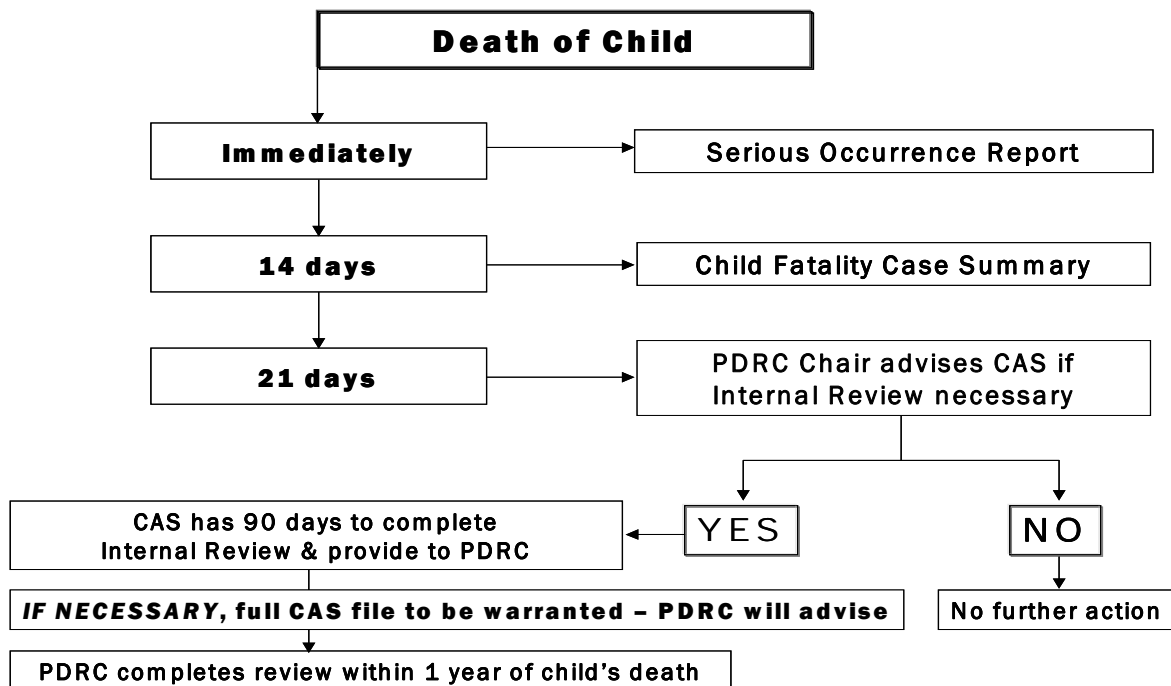 Death of Child
Immediately
Serious Occurrence Report
14 days
Child Fatality Case Summary
21 days
PDRC Chair advises CAS if
Internal Review necessary
YES
NO
CAS has 90 days to complete
Internal Review & provide to PDRC
No further action
IF NECESSARY, full CAS file to be warranted – PDRC will advise
PDRC completes review within 1 year of child’s death